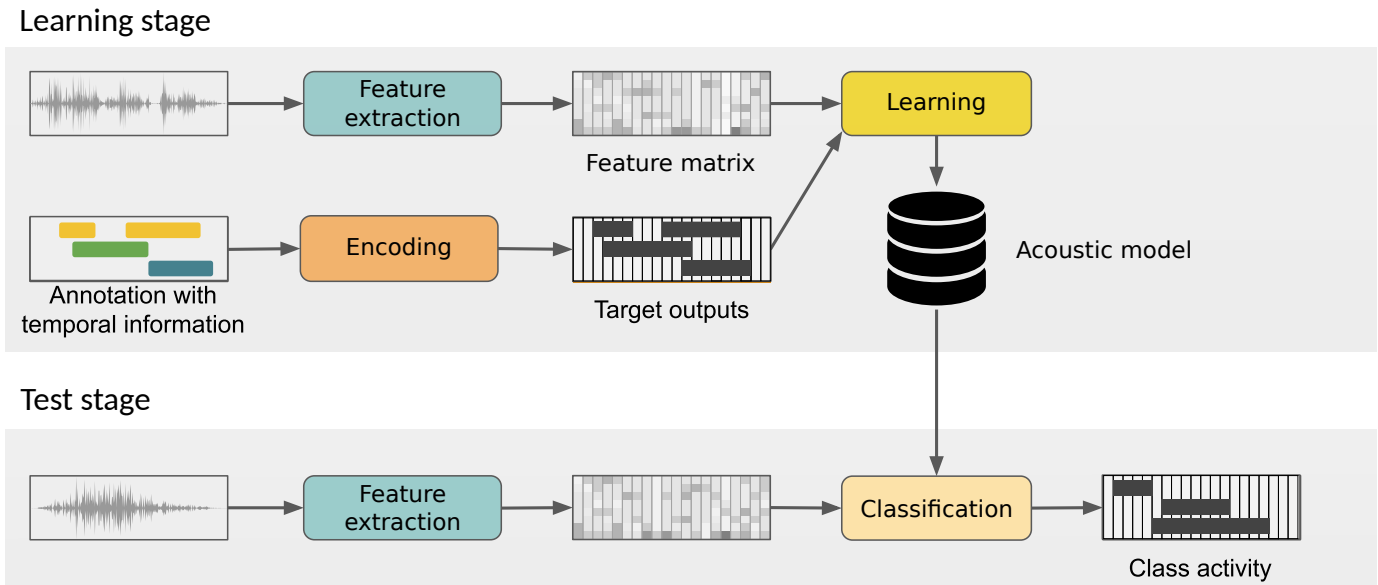 Learning stage
Feature
extraction
Learning
Feature matrix
Encoding
Acoustic model
Annotation with
temporal information
Target outputs
Test stage
Feature
extraction
Classification
Class activity